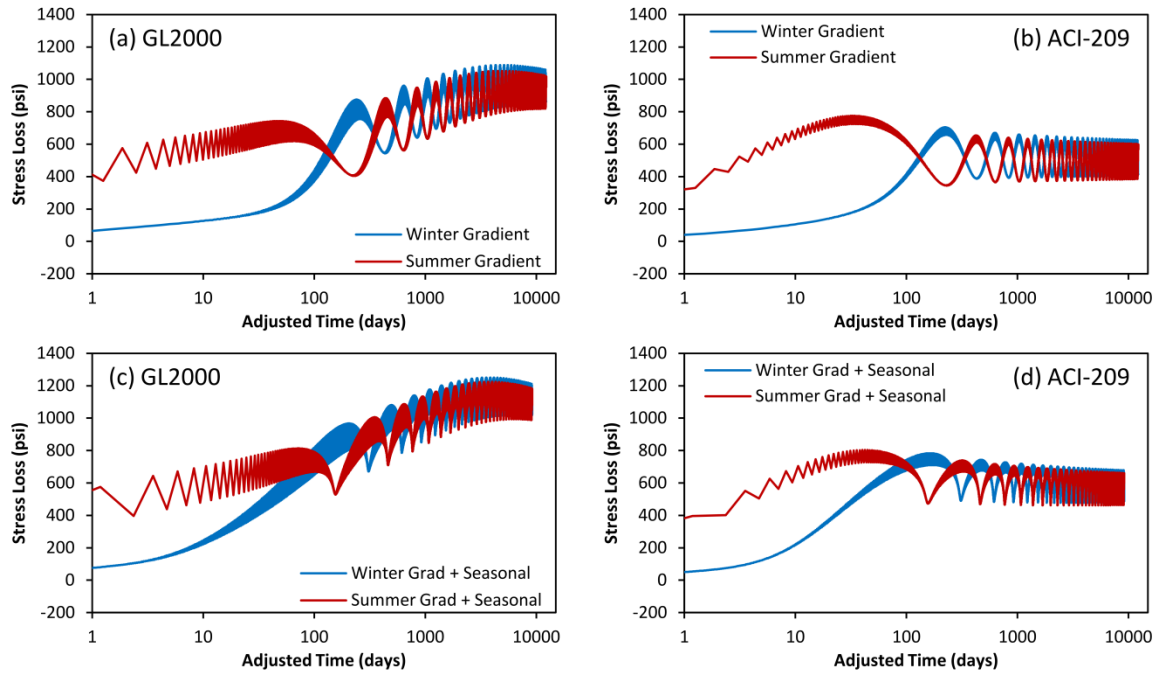 (a) GL2000
1400
1200
1000
800
600
400
200
0
-200
Stress Loss (psi)
Winter Gradient
Summer Gradient
1 10 100 1000 10000
Adjusted Time (days)
(b) ACI-209
1400
1200
1000
800
600
400
200
0
-200
Stress Loss (psi)
Winter Gradient
Summer Gradient
1 10 100 1000 10000
Adjusted Time (days)
(c) GL2000
1400
1200
1000
800
600
400
200
0
-200
Stress Loss (psi)
Winter Grad + Seasonal
Summer Grad + Seasonal
1 10 100 1000 10000
Adjusted Time (days)
(d) ACI-209
1400
1200
1000
800
600
400
200
0
-200
Stress Loss (psi)
Winter Grad + Seasonal
Summer Grad + Seasonal
1 10 100 1000 10000
Adjusted Time (days)